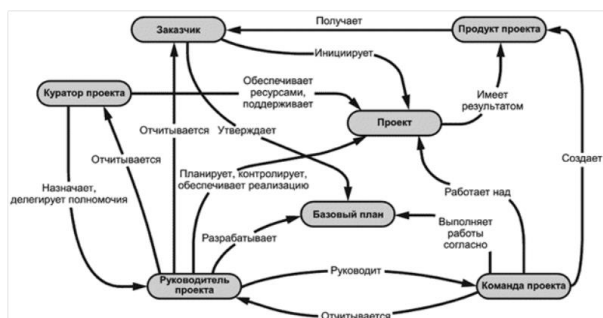 Получает
Заказчик
Продукт проекта
Инициирует
Обеспечивает
ресурсами,
поддерживает
Куратор проекта
Имеет
результатом
Проект
Отчитывается
Утверждает
Отчитывается
Создает
Планирует, контролирует,
обеспечивает реализацию
Назначает,
делегирует полномочия
Работает над
Базовый план
Выполняет
работы
согласно
Разрабатывает
Руководит
Руководитель
проекта
Команда проекта
Отчитывается